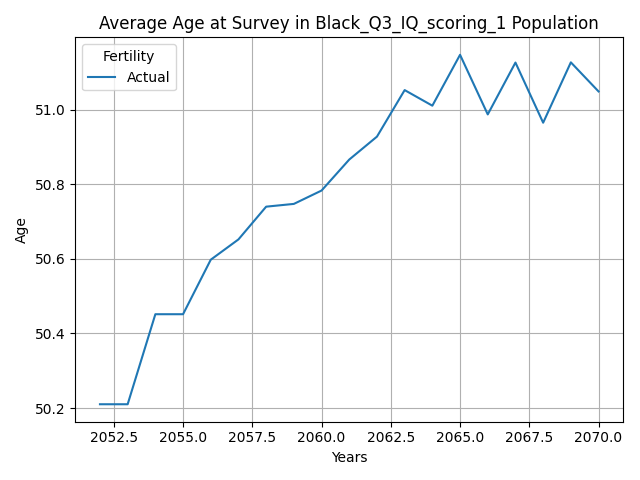 Average Age at Survey in Black_Q3_IQ_scoring_1 Population
Fertility
Actual
51.0
50.8
50.6
50.4
50.2
Age
2052.5 2055.0 2057.5 2060.0 2062.5 2065.0 2067.5 2070.0
Years